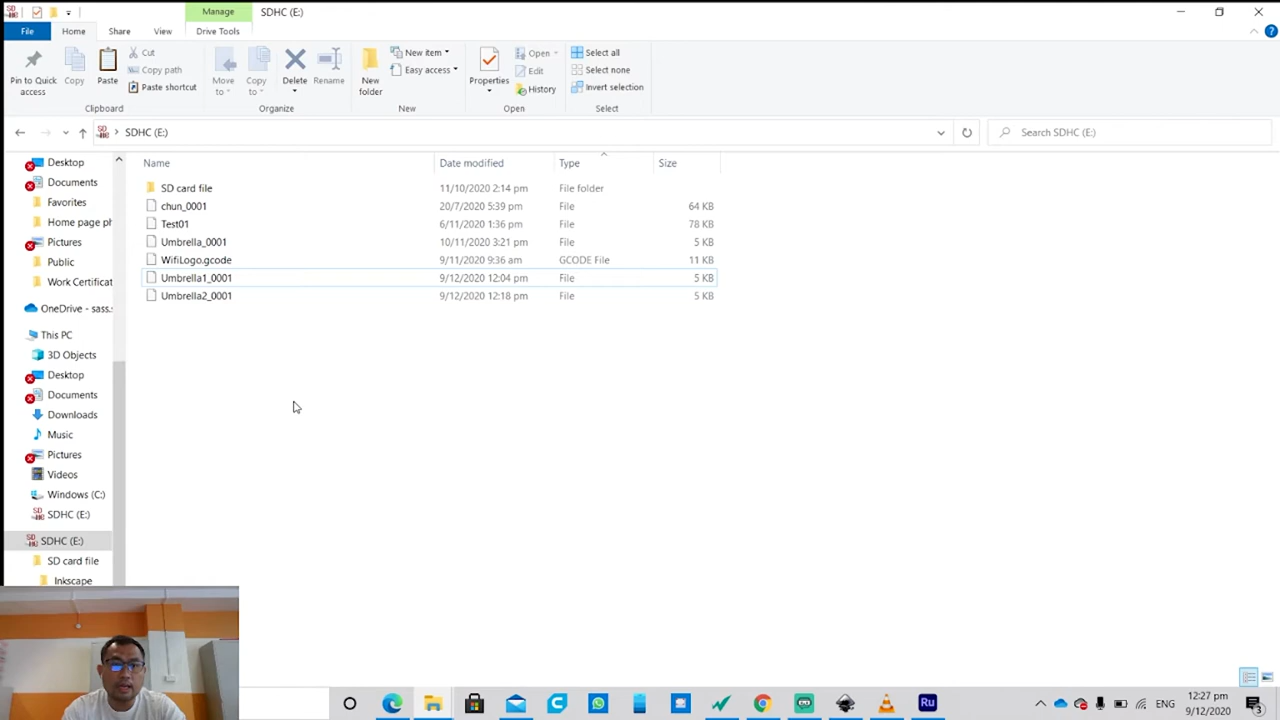 Manage
SDHC (E:)
File
Home
Share
View
Drive Tools
Pin to Quick access
Copy
Paste
Cut
Copy path
Paste shortcut
Clipboard
Move to
Copy to
Delete
Rename
Organize
New folder
New item
Easy access
New
Properties
Open
Edit
History
Open
Select all
Select none
Invert selection
Select
SDHC (E:)
Search SDHC (E:)
Name
Date modified
Type
Size
SD card file
11/10/2020 2:14 pm
File folder
chun_0001
20/7/2020 5:39 pm
File
64 KB
Test01
6/11/2020 1:36 pm
File
78 KB
Umbrella_0001
10/11/2020 3:21 pm
File
5 KB
WifiLogo.gcode
9/11/2020 9:36 am
GCODE File
11 KB
Umbrella1_0001
9/12/2020 12:04 pm
File
5 KB
Umbrella2_0001
9/12/2020 12:18 pm
File
5 KB
Desktop
Documents
Favorites
Home page ph
Pictures
Public
Work Certificat
OneDrive - sass.s
This PC
3D Objects
Desktop
Documents
Downloads
Music
Pictures
Videos
Windows (C:)
SDHC (E:)
SDHC (E:)
SD card file
Inkscape
Ru
ENG
12:27 pm
9/12/2020
3